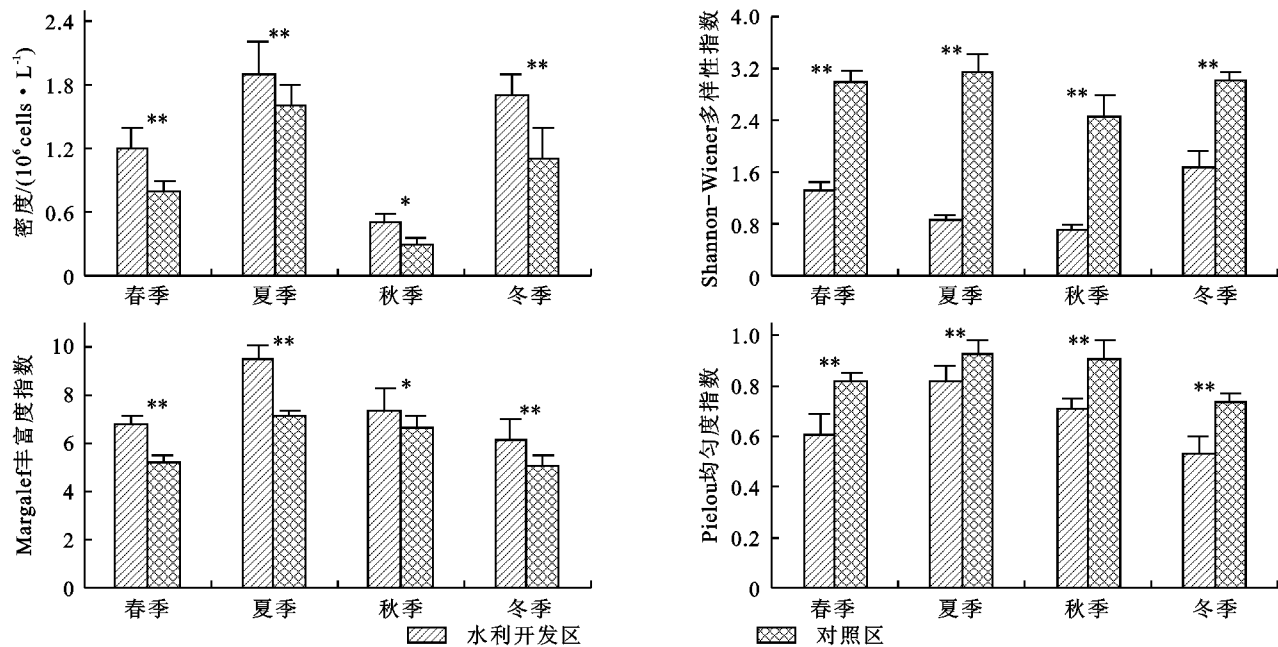 密度/(10⁶cells·L⁻¹)
2.4
1.8
1.2
0.6
0
**
**
*
**
春季
夏季
秋季
冬季
Shannon-Wiener多样性指数
4.0
3.2
2.4
1.6
0.8
0
**
**
**
**
春季
夏季
秋季
冬季
Margalef丰富度指数
10
8
6
4
2
0
**
**
*
**
春季
夏季
秋季
冬季
Pielou均匀度指数
1.0
0.8
0.6
0.4
0.2
0
**
**
**
**
春季
夏季
秋季
冬季
水利开发区
对照区